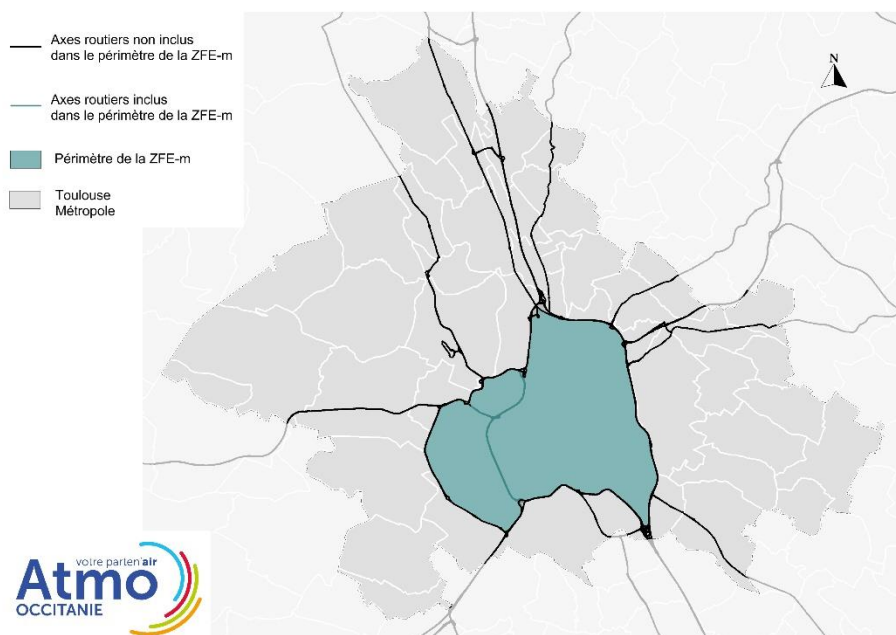 Axes routiers non inclus
dans le périmètre de la ZFE-m
Axes routiers inclus
dans le périmètre de la ZFE-m
Périmètre de la ZFE-m
Toulouse
Métropole
N
votre parten'air
Atmo
OCCITANIE